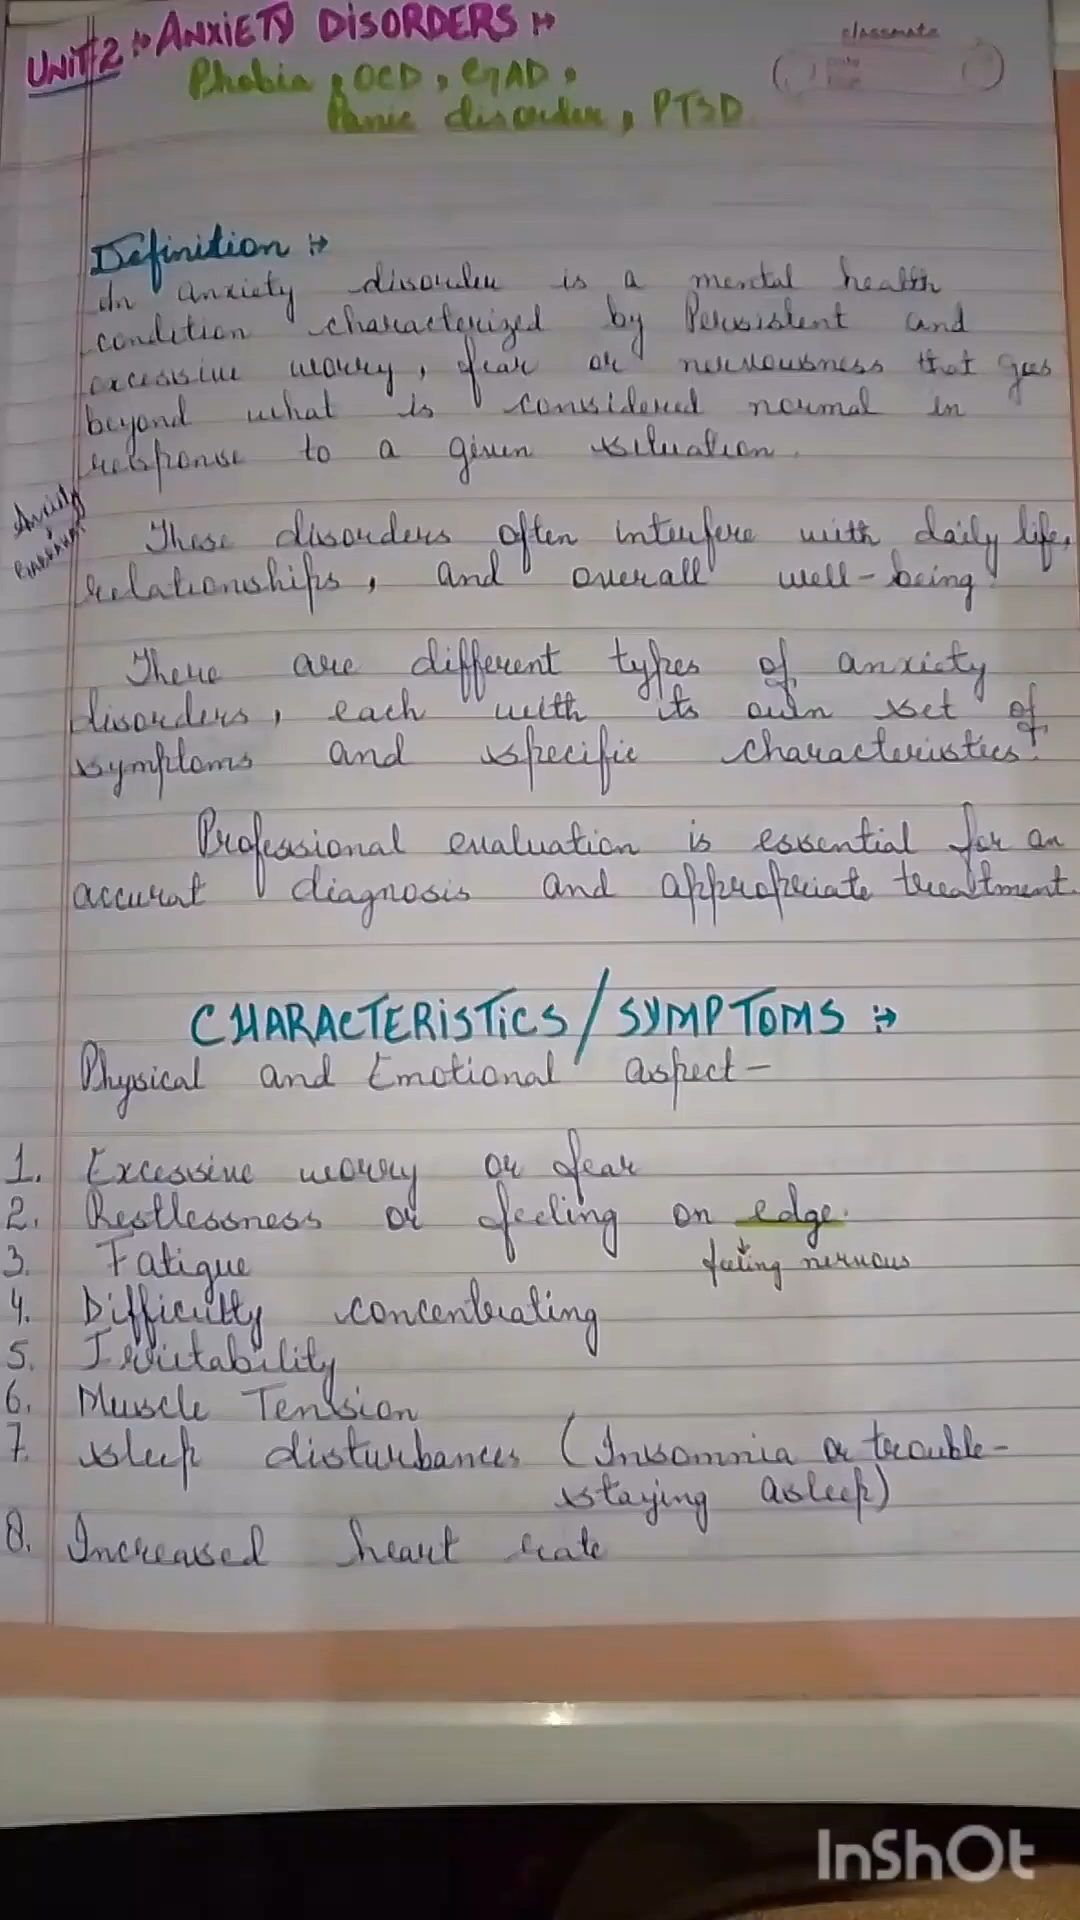 UNIT-2 :- ANXIETY DISORDERS :-
Phobia, OCD, GAD,
Panic disorder, PTSD
classmate
Definition :-
An anxiety disorder is a mental health
condition characterized by Persistent and
excessive worry, fear or nervousness that goes
beyond what is considered normal in
response to a given situation.
Anxiety
These disorders often interfere with daily life,
relationships, and overall well-being.
There are different types of anxiety
disorders, each with its own set of
symptoms and specific characteristics.
Professional evaluation is essential for an
accurat diagnosis and appropriate treatment.
CHARACTERISTICS/SYMPTOMS :-
Physical and Emotional aspect-
1. Excessive worry or fear
2. Restlessness or feeling on edge.
feeling nervous
3. Fatigue
4. Difficulty concentrating
5. Irritability
6. Muscle Tension
7. Sleep disturbances (Insomnia or trouble-
staying asleep)
8. Increased heart rate
InShOt